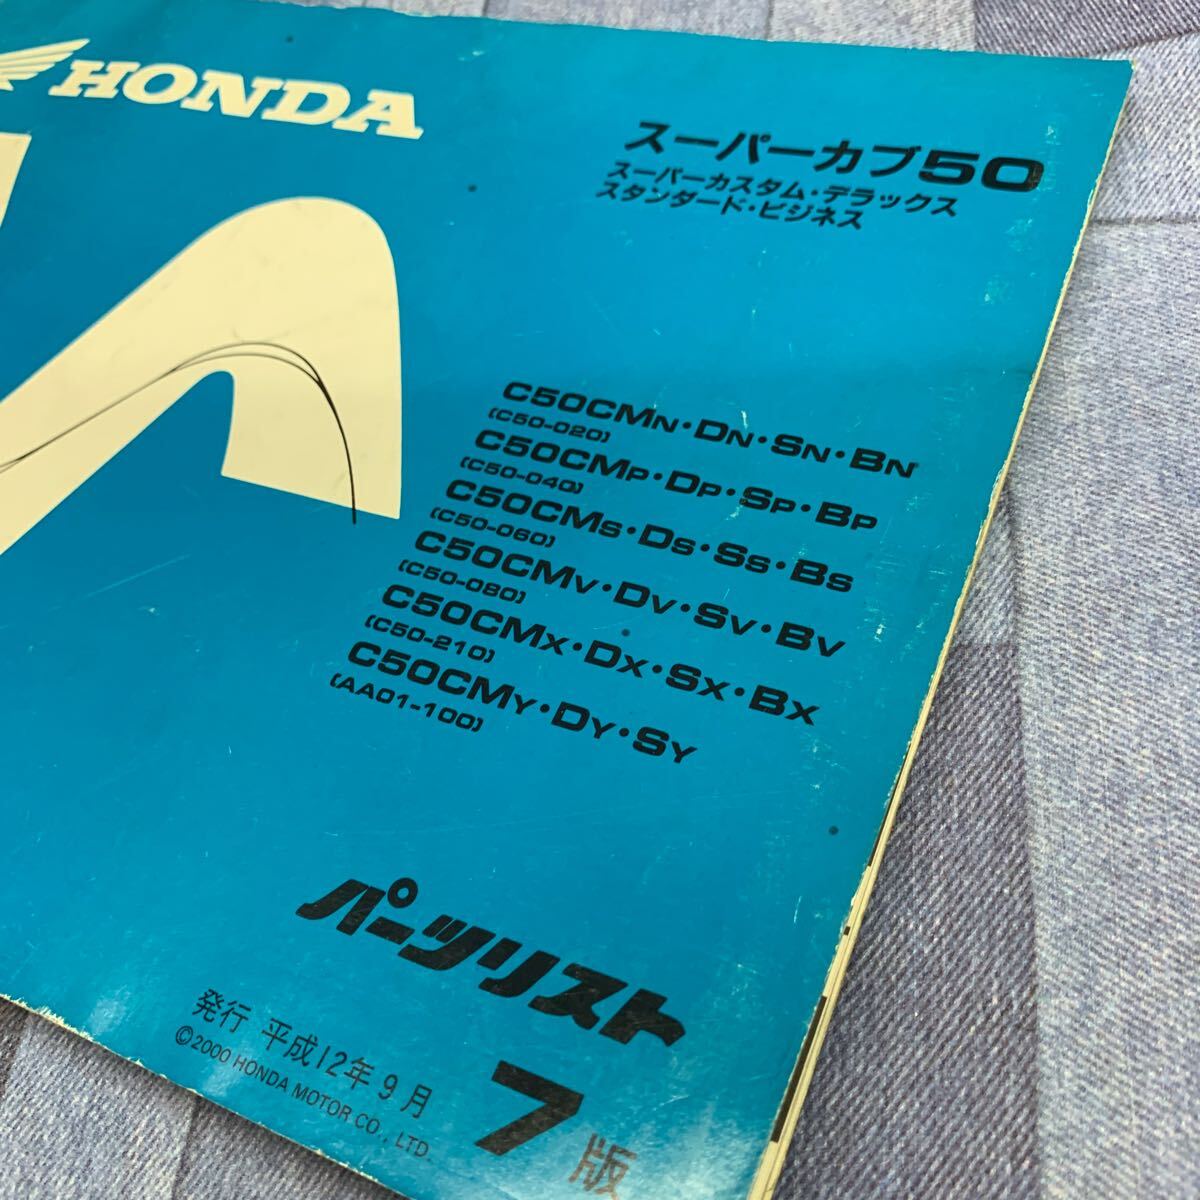 HONDA
スーパーカブ50
スーパーカスタム・デラックス
スタンダード・ビジネス
C50CMN・DN・SN・BN
(C50-020)
C50CMP・DP・SP・BP
(C50-040)
C50CMS・DS・SS・BS
(C50-060)
C50CMV・DV・SV・BV
(C50-080)
C50CMX・DX・SX・BX
(C50-210)
C50CMY・DY・SY
(AA01-100)
パーツリスト
発行 平成12年9月
©2000 HONDA MOTOR CO., LTD.
7版